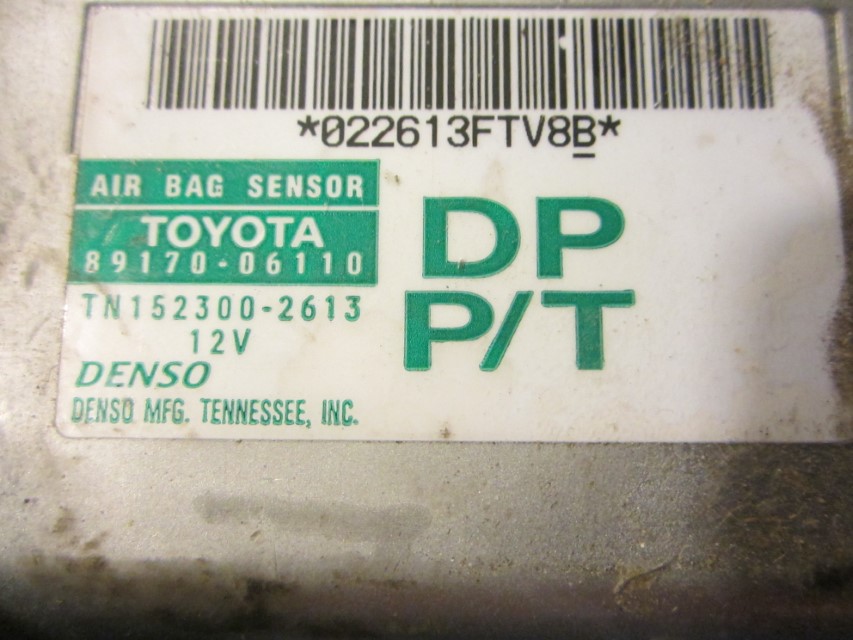 *022613FTV8B*
AIR BAG SENSOR
TOYOTA
89170-06110
TN152300-2613
12V
DENSO
DENSO MFG. TENNESSEE, INC.
DP
P/T